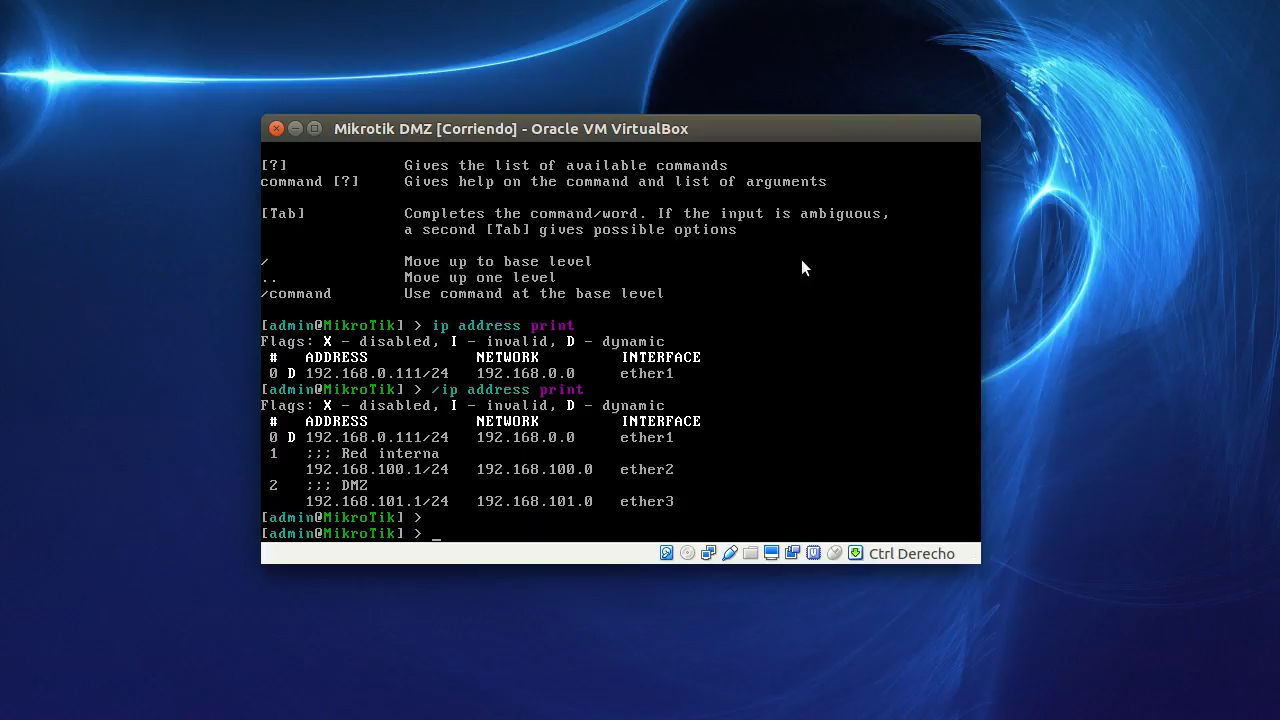 Mikrotik DMZ [Corriendo] - Oracle VM VirtualBox
[?] Gives the list of available commands
command [?] Gives help on the command and list of arguments
[Tab] Completes the command/word. If the input is ambiguous,
a second [Tab] gives possible options
/ Move up to base level
.. Move up one level
/command Use command at the base level
[admin@MikroTik] > ip address print
Flags: X - disabled, I - invalid, D - dynamic
# ADDRESS NETWORK INTERFACE
0 D 192.168.0.111/24 192.168.0.0 ether1
[admin@MikroTik] > /ip address print
Flags: X - disabled, I - invalid, D - dynamic
# ADDRESS NETWORK INTERFACE
0 D 192.168.0.111/24 192.168.0.0 ether1
1 ;;; Red interna
192.168.100.1/24 192.168.100.0 ether2
2 ;;; DMZ
192.168.101.1/24 192.168.101.0 ether3
[admin@MikroTik] >
[admin@MikroTik] > _
Ctrl Derecho